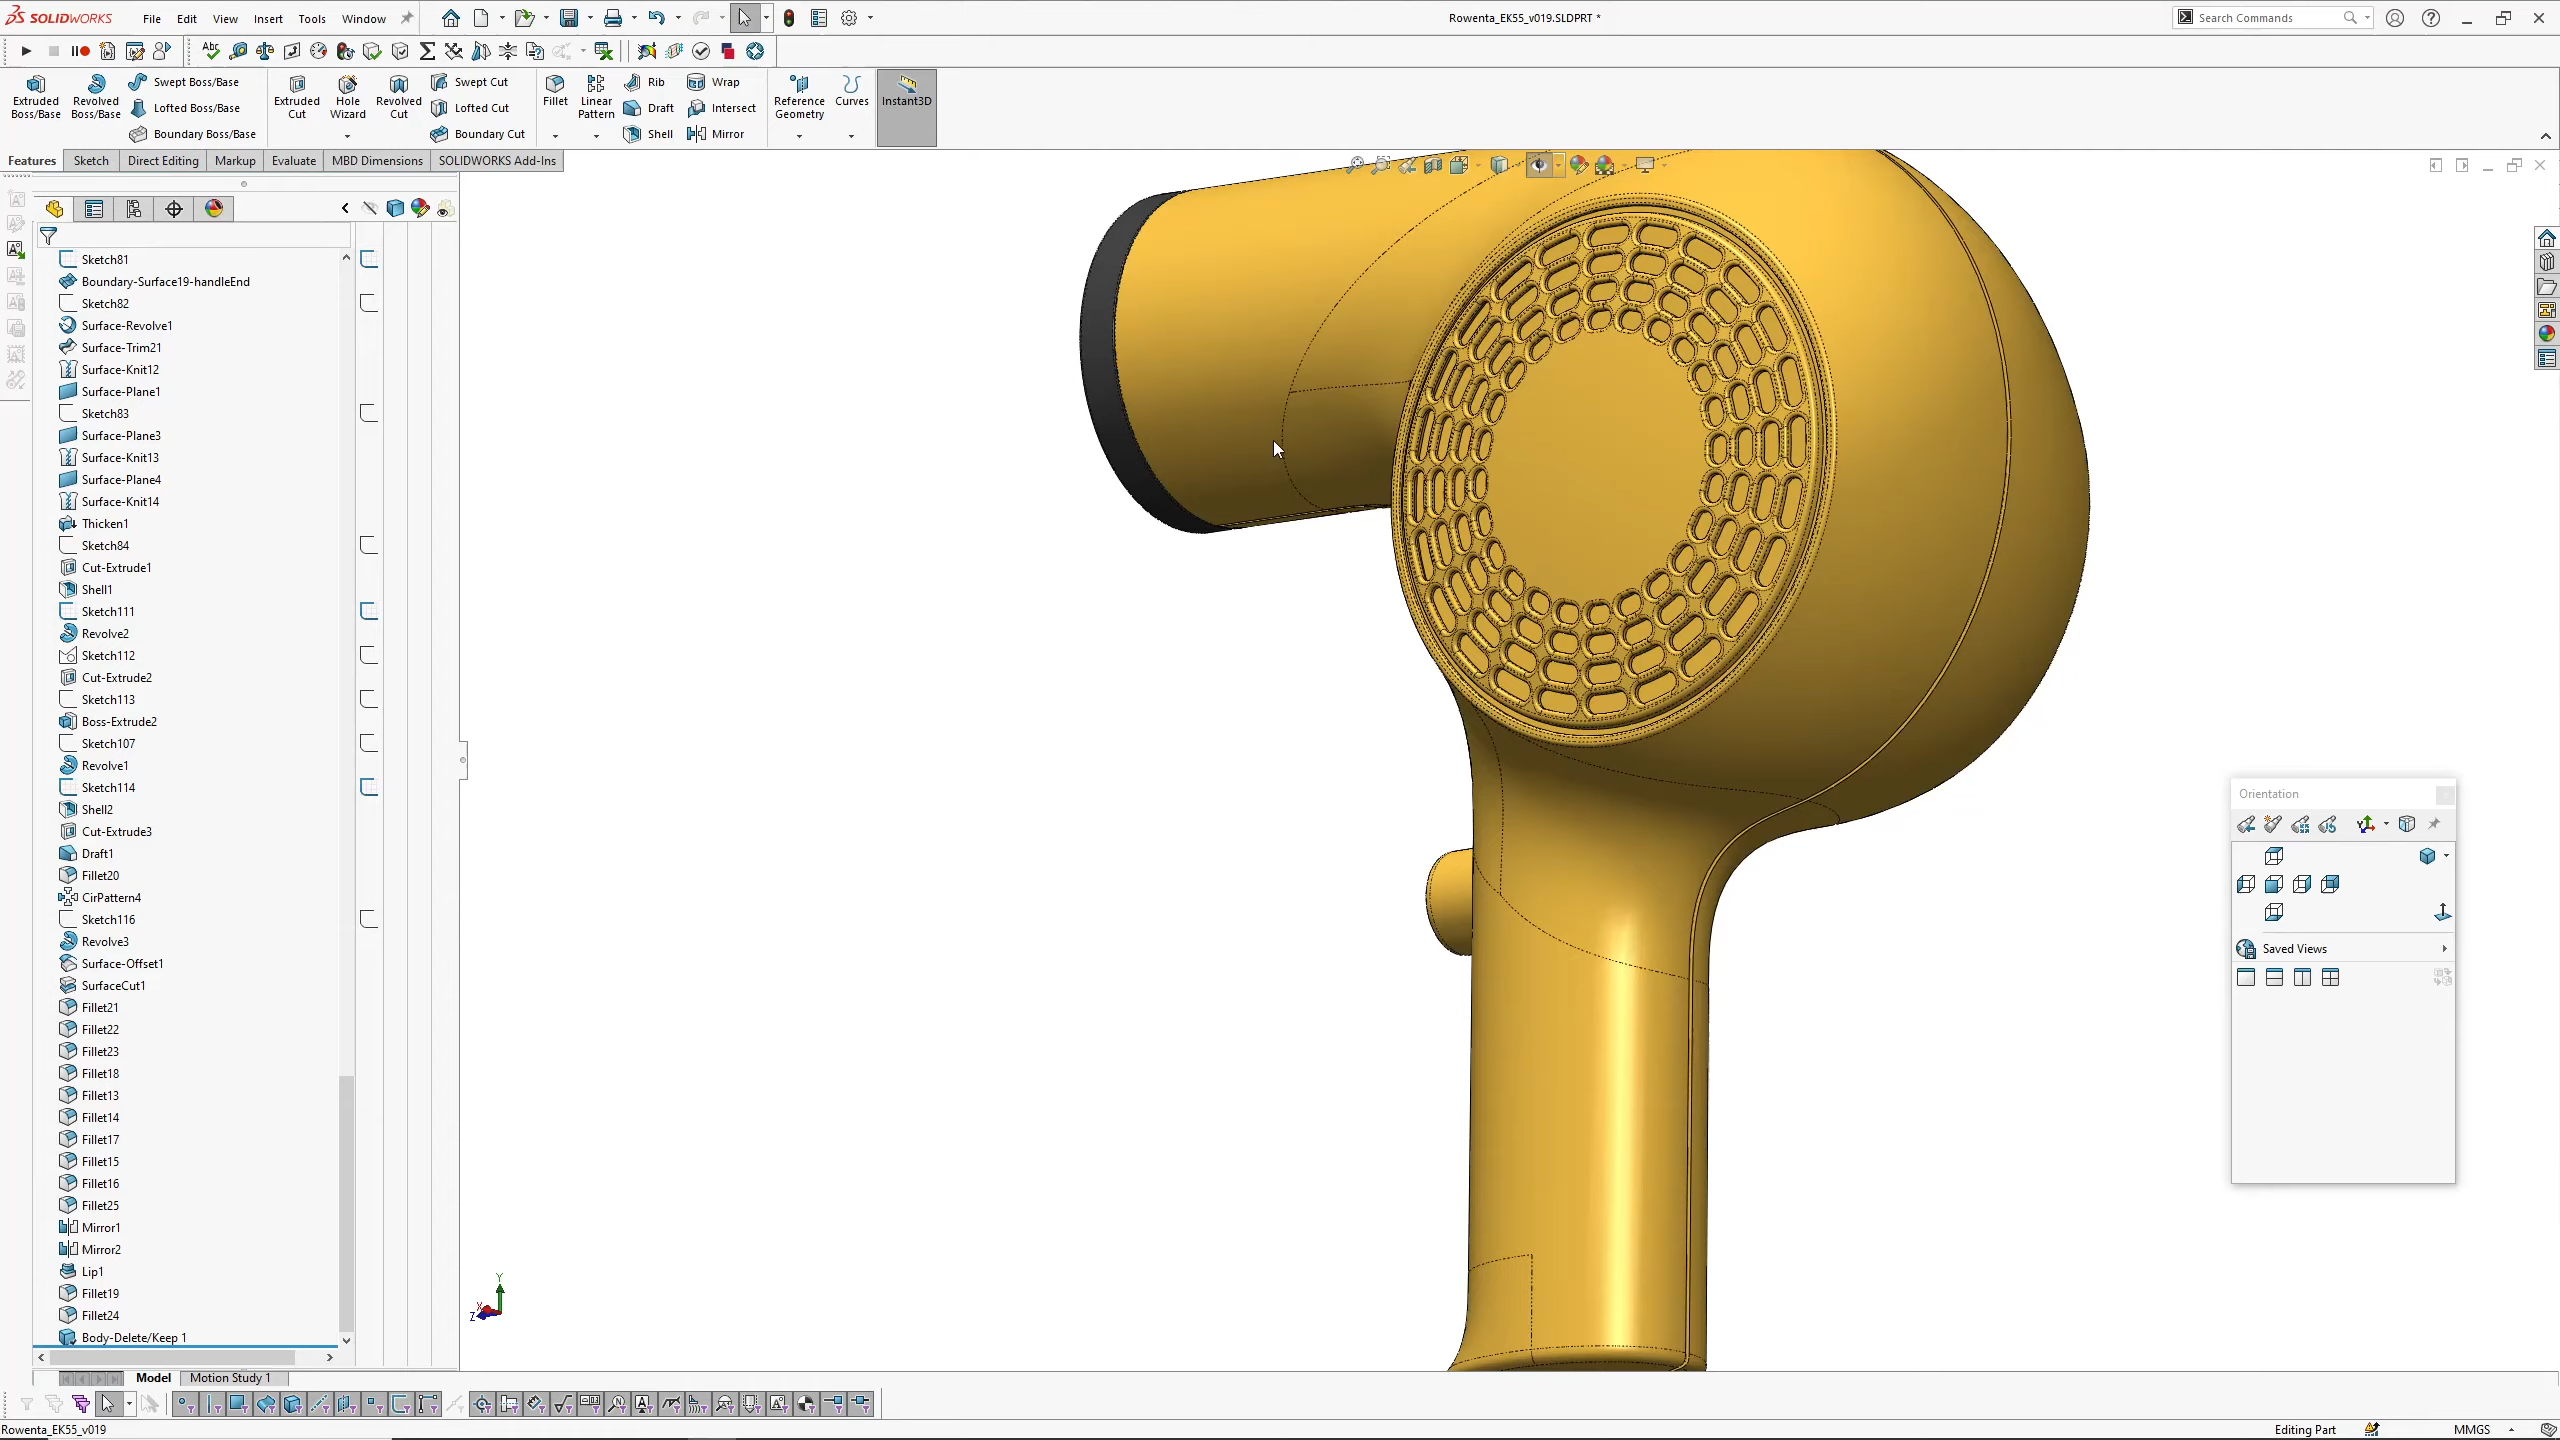 SOLIDWORKS File Edit View Insert Tools Window Rowenta_EK55_v019.SLDPRT * Search Commands
Extruded Boss/Base
Revolved Boss/Base
Swept Boss/Base
Lofted Boss/Base
Boundary Boss/Base
Extruded Cut
Hole Wizard
Revolved Cut
Swept Cut
Lofted Cut
Boundary Cut
Fillet
Linear Pattern
Rib
Draft
Shell
Wrap
Intersect
Mirror
Reference Geometry
Curves
Instant3D
Features Sketch Direct Editing Markup Evaluate MBD Dimensions SOLIDWORKS Add-Ins
Sketch81
Boundary-Surface19-handleEnd
Sketch82
Surface-Revolve1
Surface-Trim21
Surface-Knit12
Surface-Plane1
Sketch83
Surface-Plane3
Surface-Knit13
Surface-Plane4
Surface-Knit14
Thicken1
Sketch84
Cut-Extrude1
Shell1
Sketch111
Revolve2
Sketch112
Cut-Extrude2
Sketch113
Boss-Extrude2
Sketch107
Revolve1
Sketch114
Shell2
Cut-Extrude3
Draft1
Fillet20
CirPattern4
Sketch116
Revolve3
Surface-Offset1
SurfaceCut1
Fillet21
Fillet22
Fillet23
Fillet18
Fillet13
Fillet14
Fillet17
Fillet15
Fillet16
Fillet25
Mirror1
Mirror2
Lip1
Fillet19
Fillet24
Body-Delete/Keep 1
Y
X
Z
Orientation
Saved Views
Model Motion Study 1
Rowenta_EK55_v019 Editing Part MMGS